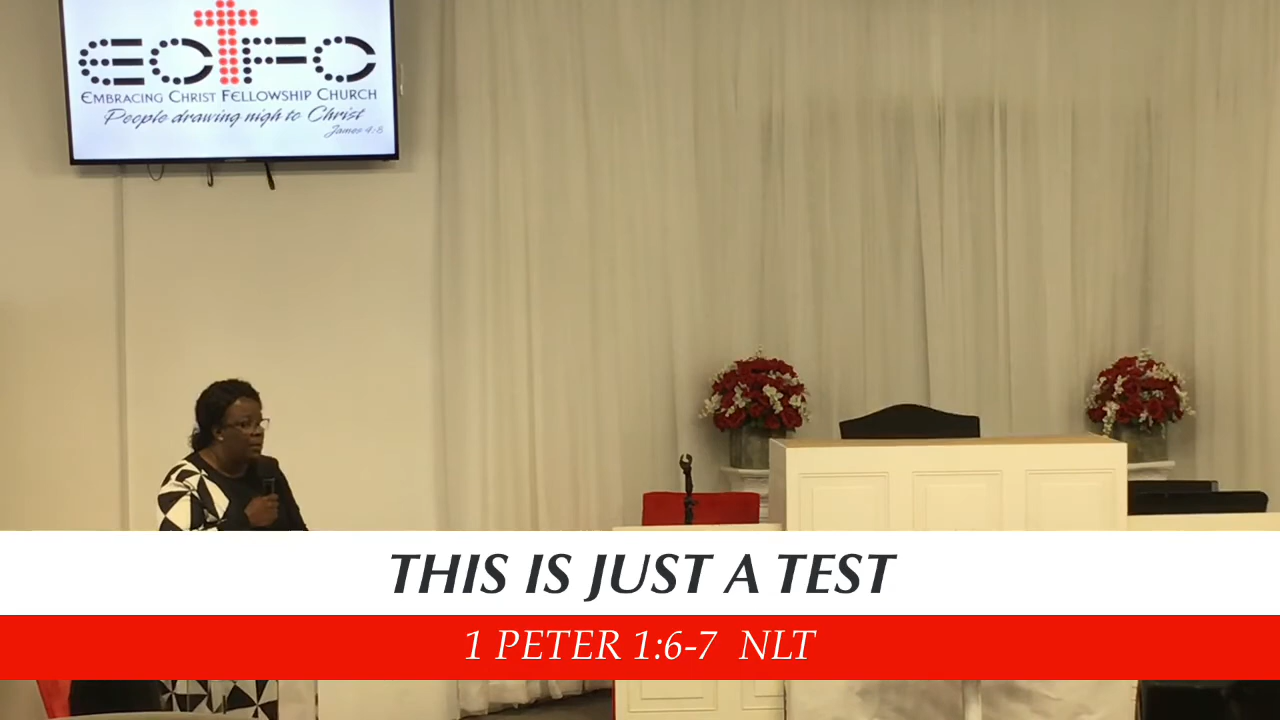 ECFC
EMBRACING CHRIST FELLOWSHIP CHURCH
People drawing nigh to Christ
James 4:8
THIS IS JUST A TEST
1 PETER 1:6-7 NLT